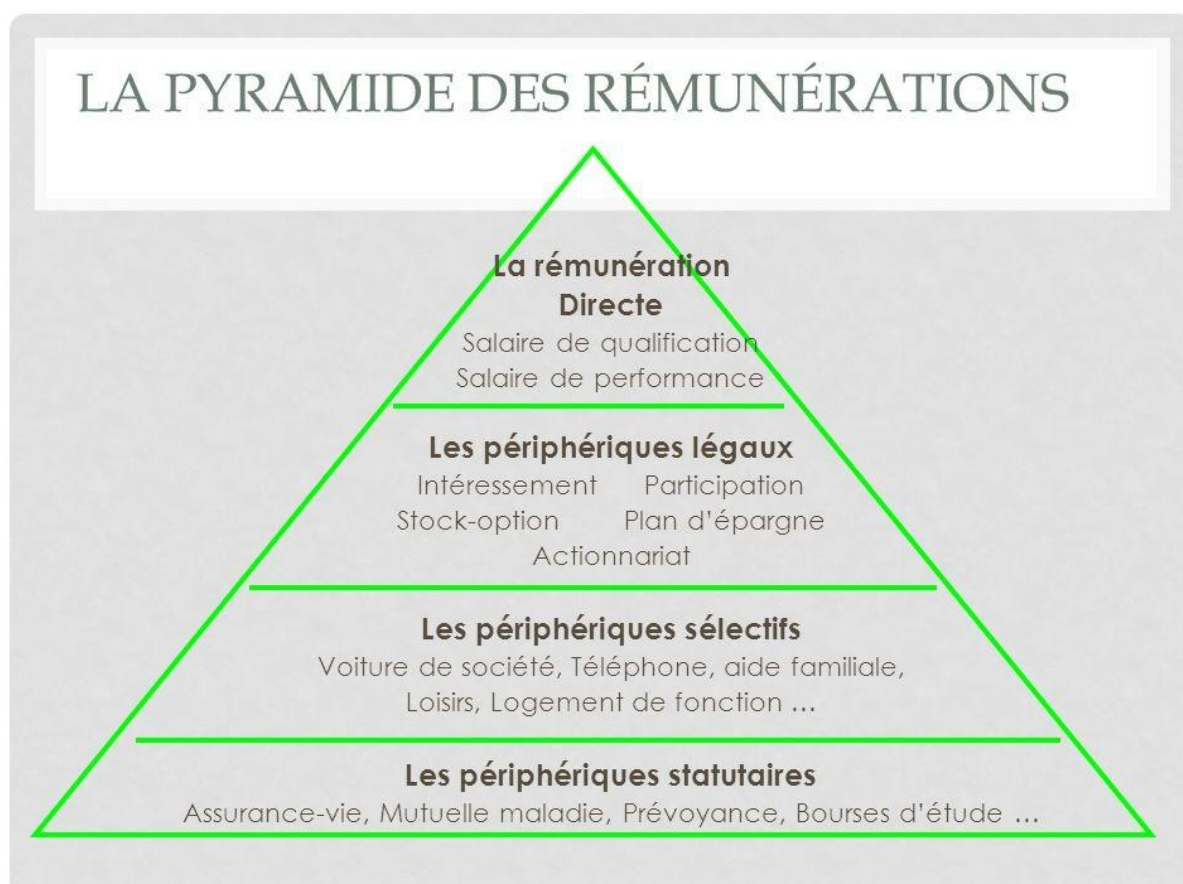 LA PYRAMIDE DES RÉMUNÉRATIONS
La rémunération
Directe
Salaire de qualification
Salaire de performance
Les périphériques légaux
Intéressement Participation
Stock-option Plan d'épargne
Actionnariat
Les périphériques sélectifs
Voiture de société, Téléphone, aide familiale,
Loisirs, Logement de fonction ...
Les périphériques statutaires
Assurance-vie, Mutuelle maladie, Prévoyance, Bourses d'étude ...